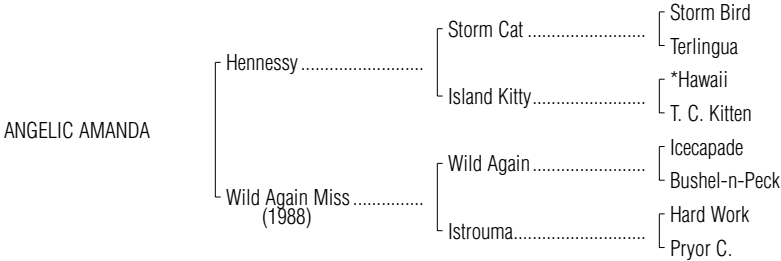 Storm Bird
Storm Cat ........................
Terlingua
Hennessy ..........................
*Hawaii
Island Kitty........................
T. C. Kitten
ANGELIC AMANDA
Icecapade
Wild Again ........................
Bushel-n-Peck
Wild Again Miss ...............
(1988)
Hard Work
Istrouma............................
Pryor C.